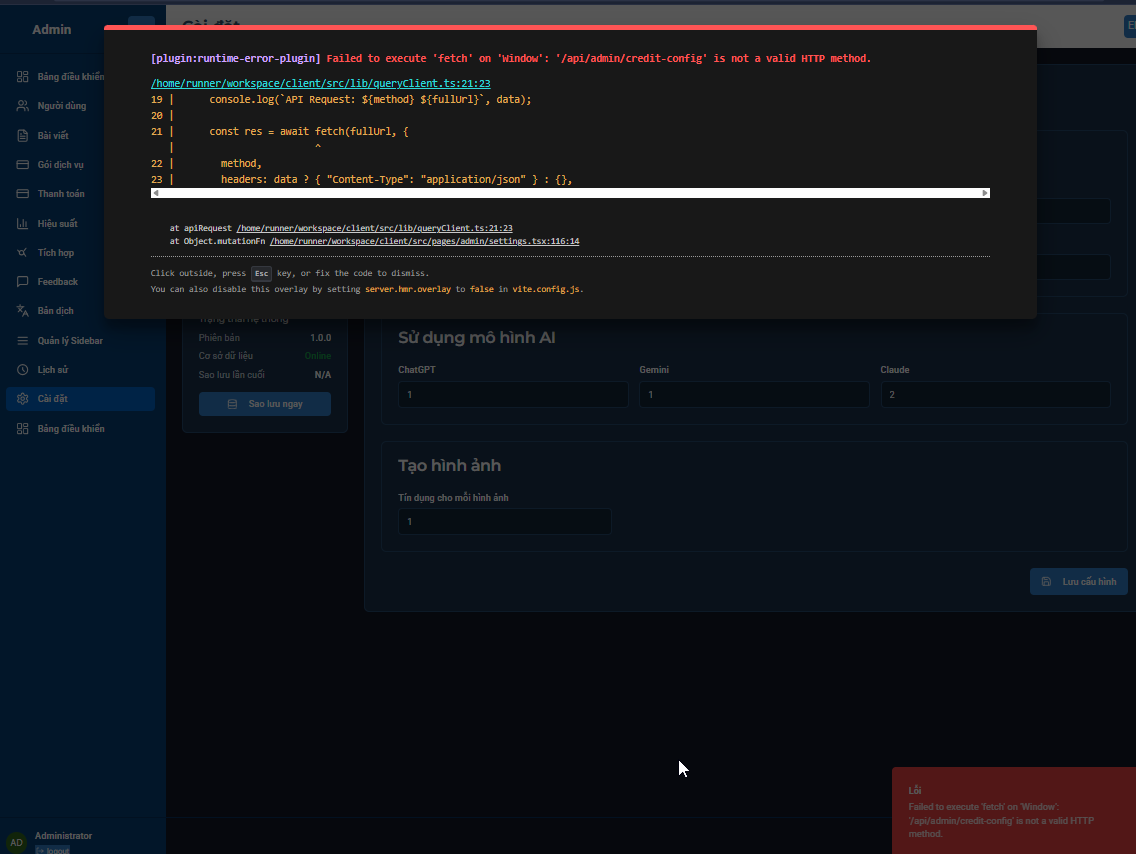 Admin
[plugin:runtime-error-plugin] Failed to execute 'fetch' on 'Window': '/api/admin/credit-config' is not a valid HTTP method.
/home/runner/workspace/client/src/lib/queryClient.ts:21:23
19 | console.log(`API Request: ${method} ${fullUrl}`, data);
20 |
21 | const res = await fetch(fullUrl, {
| ^
22 | method,
23 | headers: data ? { "Content-Type": "application/json" } : {},
at apiRequest /home/runner/workspace/client/src/lib/queryClient.ts:21:23
at Object.mutationFn /home/runner/workspace/client/src/pages/admin/settings.tsx:116:14
Click outside, press Esc key, or fix the code to dismiss.
You can also disable this overlay by setting server.hmr.overlay to false in vite.config.js.
Bảng điều khiển
Người dùng
Bài viết
Gói dịch vụ
Thanh toán
Hiệu suất
Tích hợp
Feedback
Bản dịch
Quản lý Sidebar
Lịch sử
Cài đặt
Bảng điều khiển
Phiên bản 1.0.0
Cơ sở dữ liệu Online
Sao lưu lần cuối N/A
Sao lưu ngay
Sử dụng mô hình AI
ChatGPT Gemini Claude
1 1 2
Tạo hình ảnh
Tín dụng cho mỗi hình ảnh
1
Lưu cấu hình
Lỗi
Failed to execute 'fetch' on 'Window':
'/api/admin/credit-config' is not a valid HTTP
method.
AD Administrator
logout